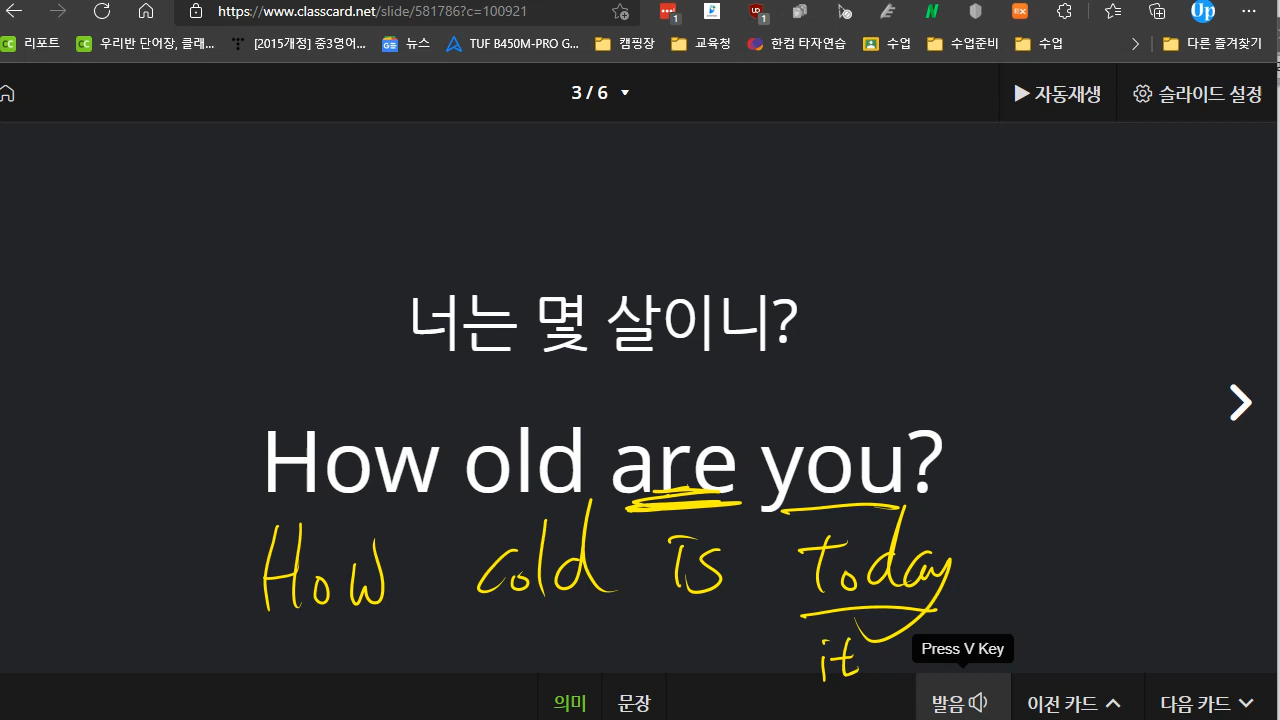 https://www.classcard.net/slide/581786?c=100921
리포트 우리반 단어장, 클래... [2015개정] 중3영어... 뉴스 TUF B450M-PRO G... 캠핑장 교육청 한컴 타자연습 수업 수업준비 수업 다른 즐겨찾기
3 / 6 자동재생 슬라이드 설정
너는 몇 살이니?
How old are you?
How cold is Today
it
Press V Key
의미 문장 발음 이전 카드 다음 카드